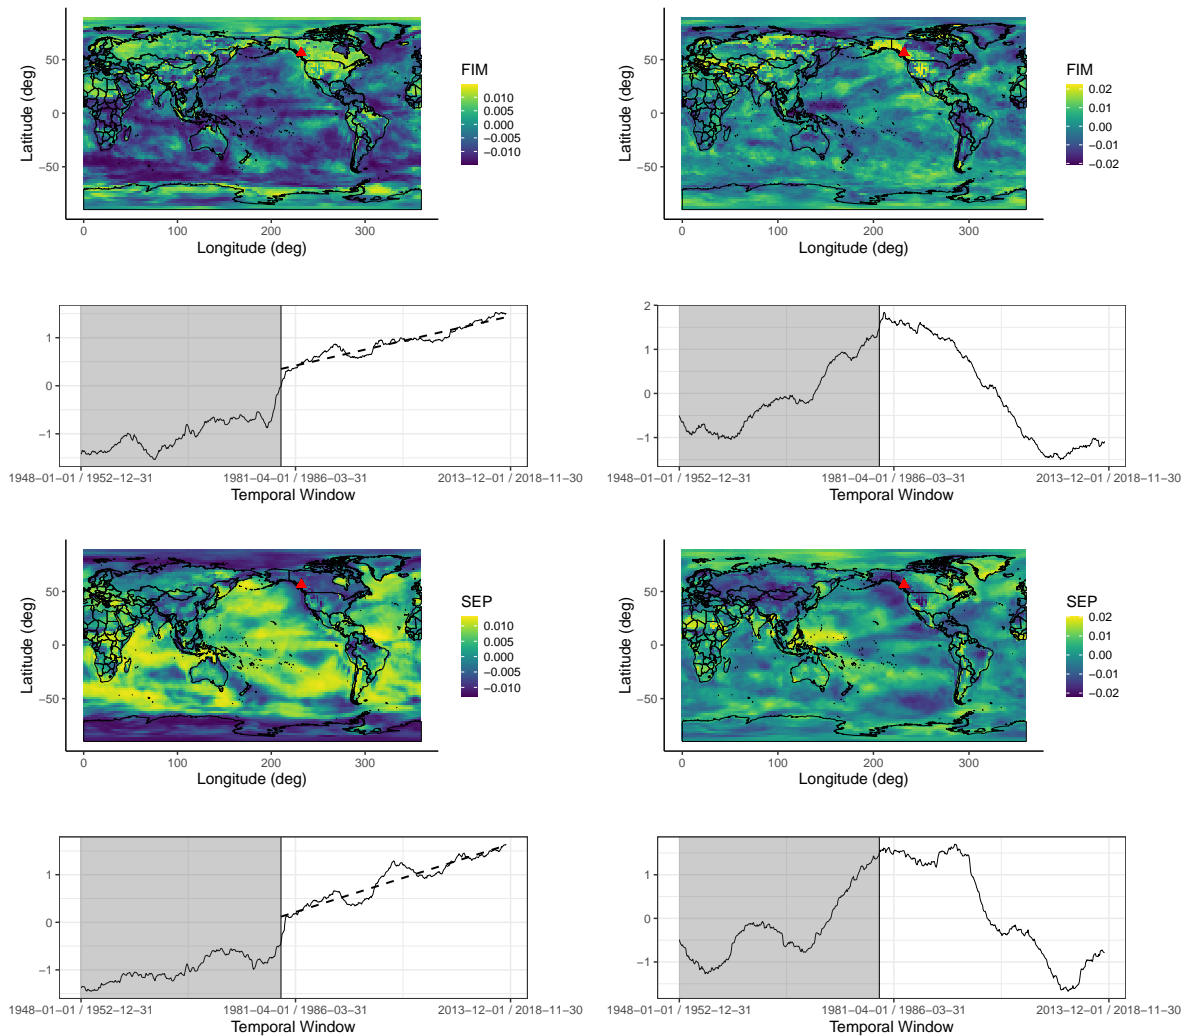 FIM
0.010
0.005
0.000
−0.005
−0.010
50
0
−50
Latitude (deg)
0
100
200
300
Longitude (deg)
FIM
0.02
0.01
0.00
−0.01
−0.02
50
0
−50
Latitude (deg)
0
100
200
300
Longitude (deg)
1
0
−1
1948−01−01 / 1952−12−31
1981−04−01 / 1986−03−31
2013−12−01 / 2018−11−30
Temporal Window
2
1
0
−1
1948−01−01 / 1952−12−31
1981−04−01 / 1986−03−31
2013−12−01 / 2018−11−30
Temporal Window
SEP
0.010
0.005
0.000
−0.005
−0.010
50
0
−50
Latitude (deg)
0
100
200
300
Longitude (deg)
SEP
0.02
0.01
0.00
−0.01
−0.02
50
0
−50
Latitude (deg)
0
100
200
300
Longitude (deg)
1
0
−1
1948−01−01 / 1952−12−31
1981−04−01 / 1986−03−31
2013−12−01 / 2018−11−30
Temporal Window
1
0
−1
1948−01−01 / 1952−12−31
1981−04−01 / 1986−03−31
2013−12−01 / 2018−11−30
Temporal Window